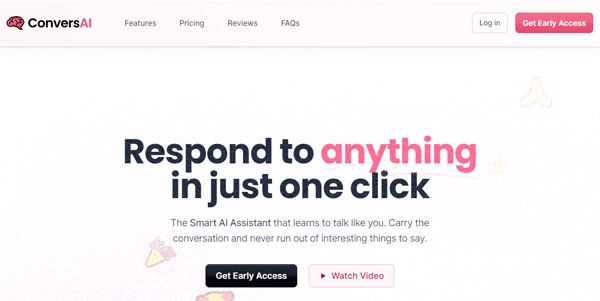 ConversAI
Features
Pricing
Reviews
FAQs
Log in
Get Early Access
Respond to anything
in just one click
The Smart AI Assistant that learns to talk like you. Carry the
conversation and never run out of interesting things to say.
Get Early Access
Watch Video